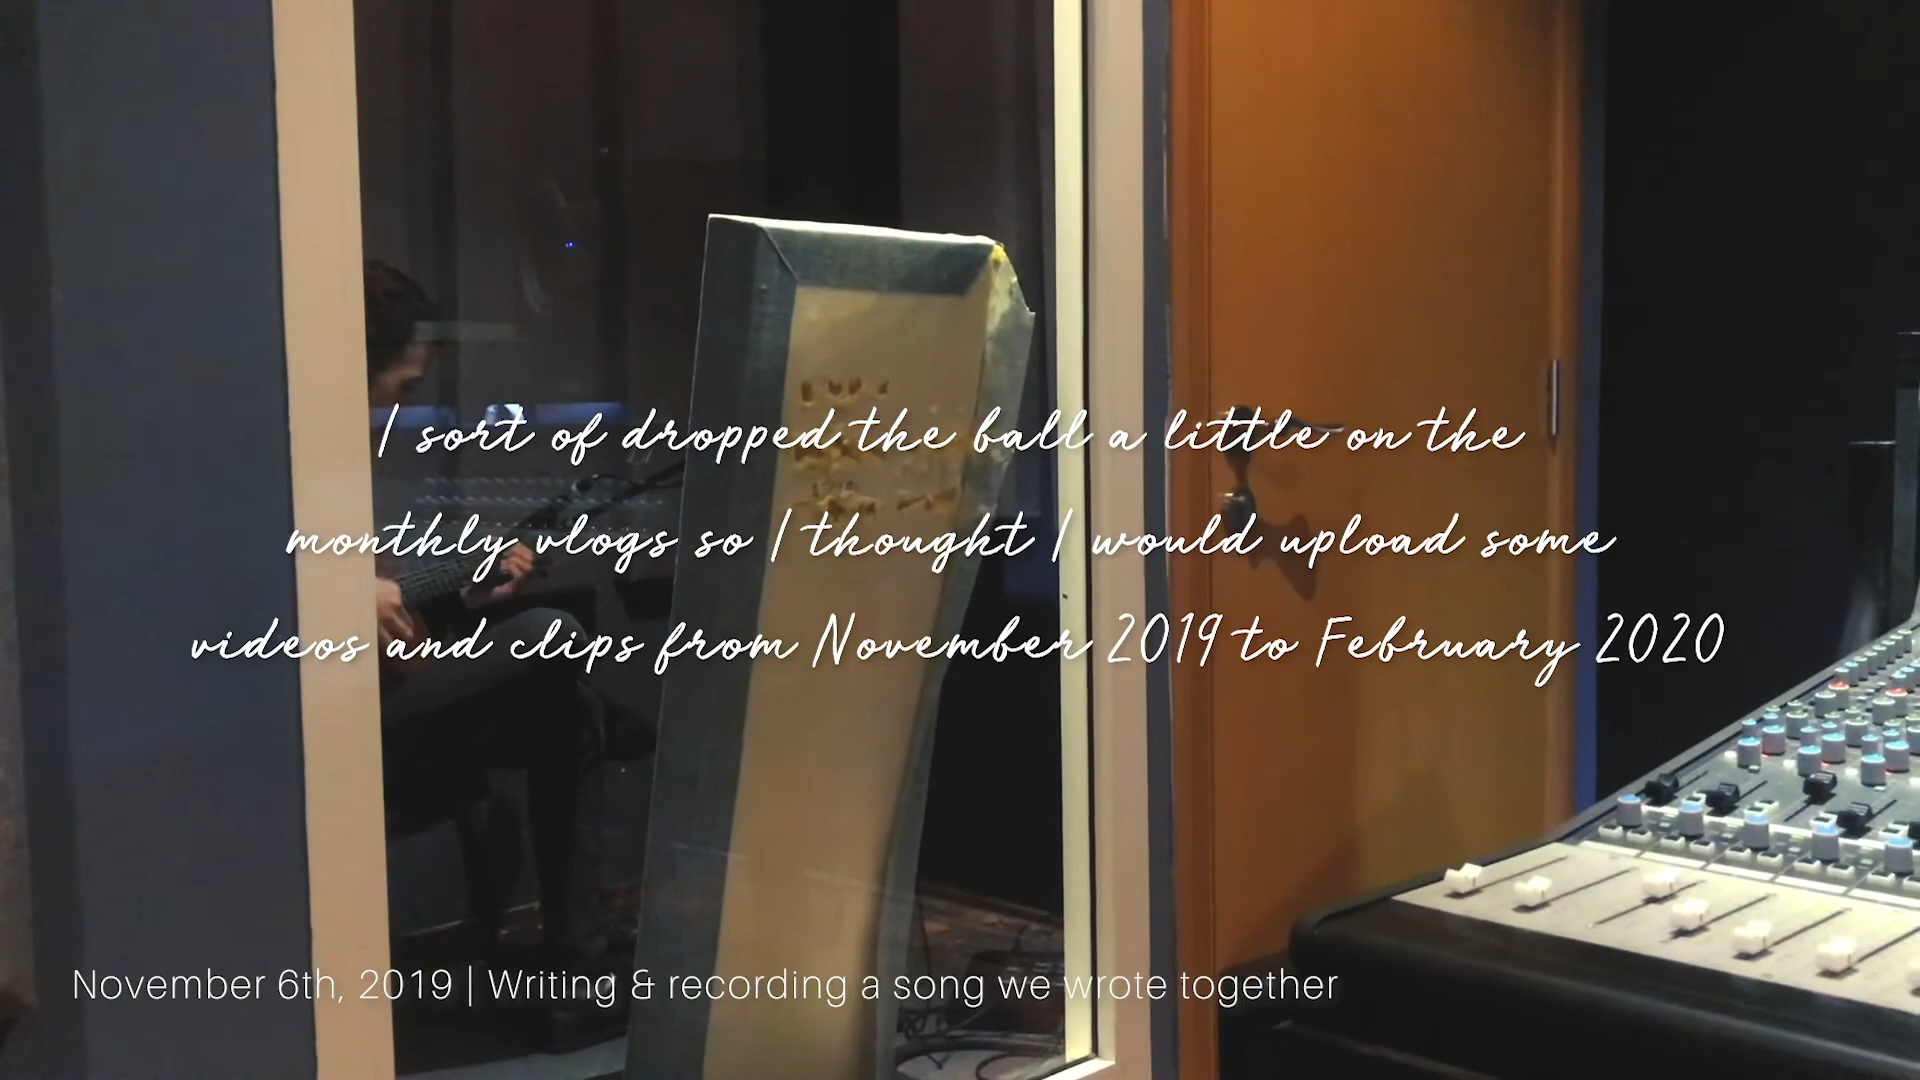 I sort of dropped the ball a little on the
monthly vlogs so I thought I would upload some
videos and clips from November 2019 to February 2020
November 6th, 2019 | Writing & recording a song we wrote together